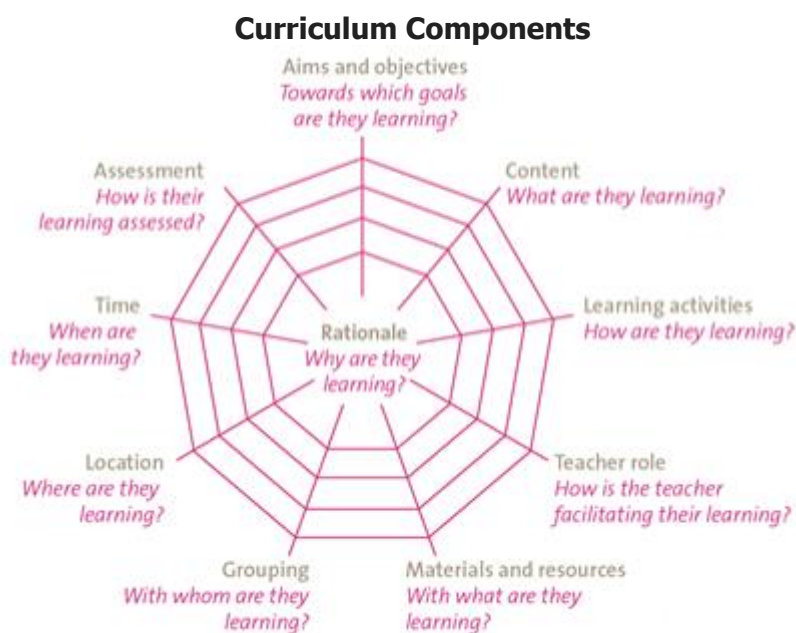 Curriculum Components
Aims and objectives
Towards which goals
are they learning?
Content
What are they learning?
Learning activities
How are they learning?
Teacher role
How is the teacher
facilitating their learning?
Materials and resources
With what are they
learning?
Grouping
With whom are they
learning?
Location
Where are they
learning?
Time
When are
they learning?
Assessment
How is their
learning assessed?
Rationale
Why are they
learning?